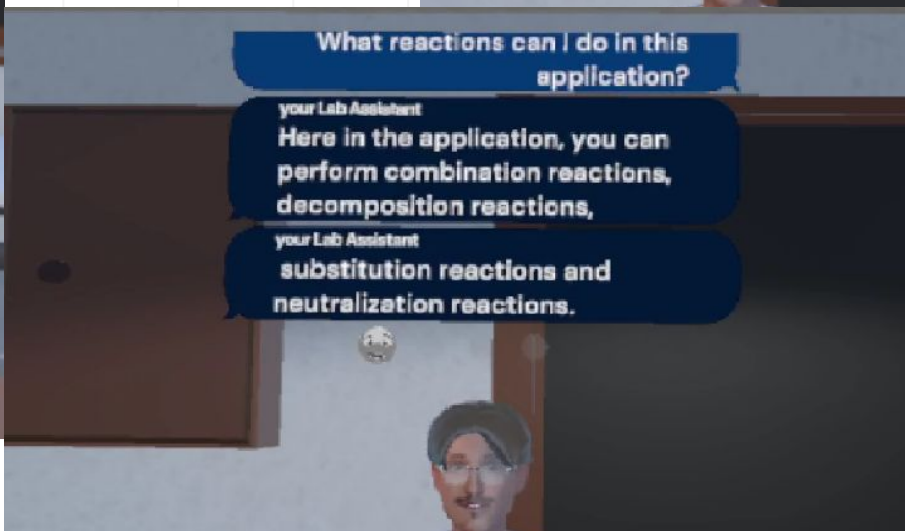 What reactions can I do in this
application?
your Lab Assistant
Here in the application, you can
perform combination reactions,
decomposition reactions,
your Lab Assistant
substitution reactions and
neutralization reactions.